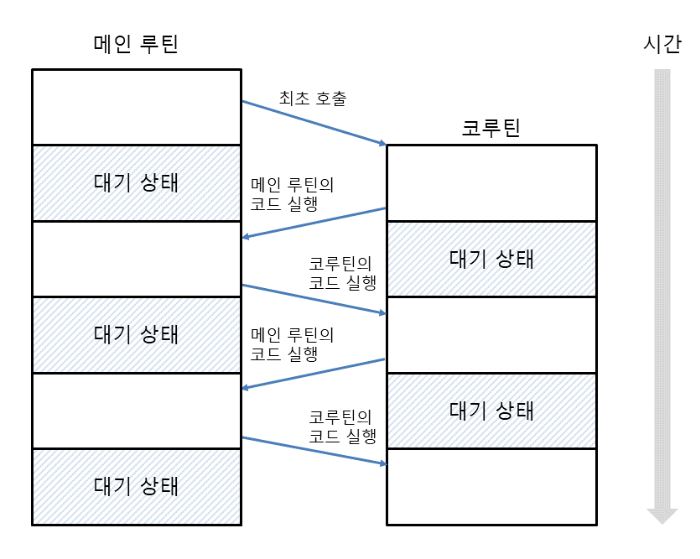 메인 루틴
시간
최초 호출
코루틴
대기 상태
메인 루틴의
코드 실행
대기 상태
코루틴의
코드 실행
대기 상태
메인 루틴의
코드 실행
대기 상태
코루틴의
코드 실행
대기 상태